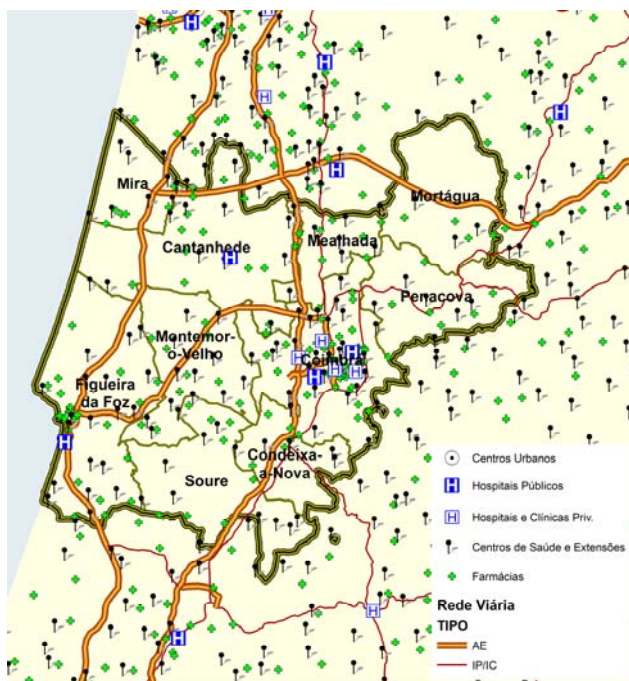 Mira
Mortágua
Cantanhede
Mealhada
Penacova
Montemor-
o-Velho
Coimbra
Figueira
da Foz
Condeixa-
a-Nova
Soure
Centros Urbanos
H Hospitais Públicos
H Hospitais e Clínicas Priv.
Centros de Saúde e Extensões
Farmácias
Rede Viária
TIPO
AE
IP/IC